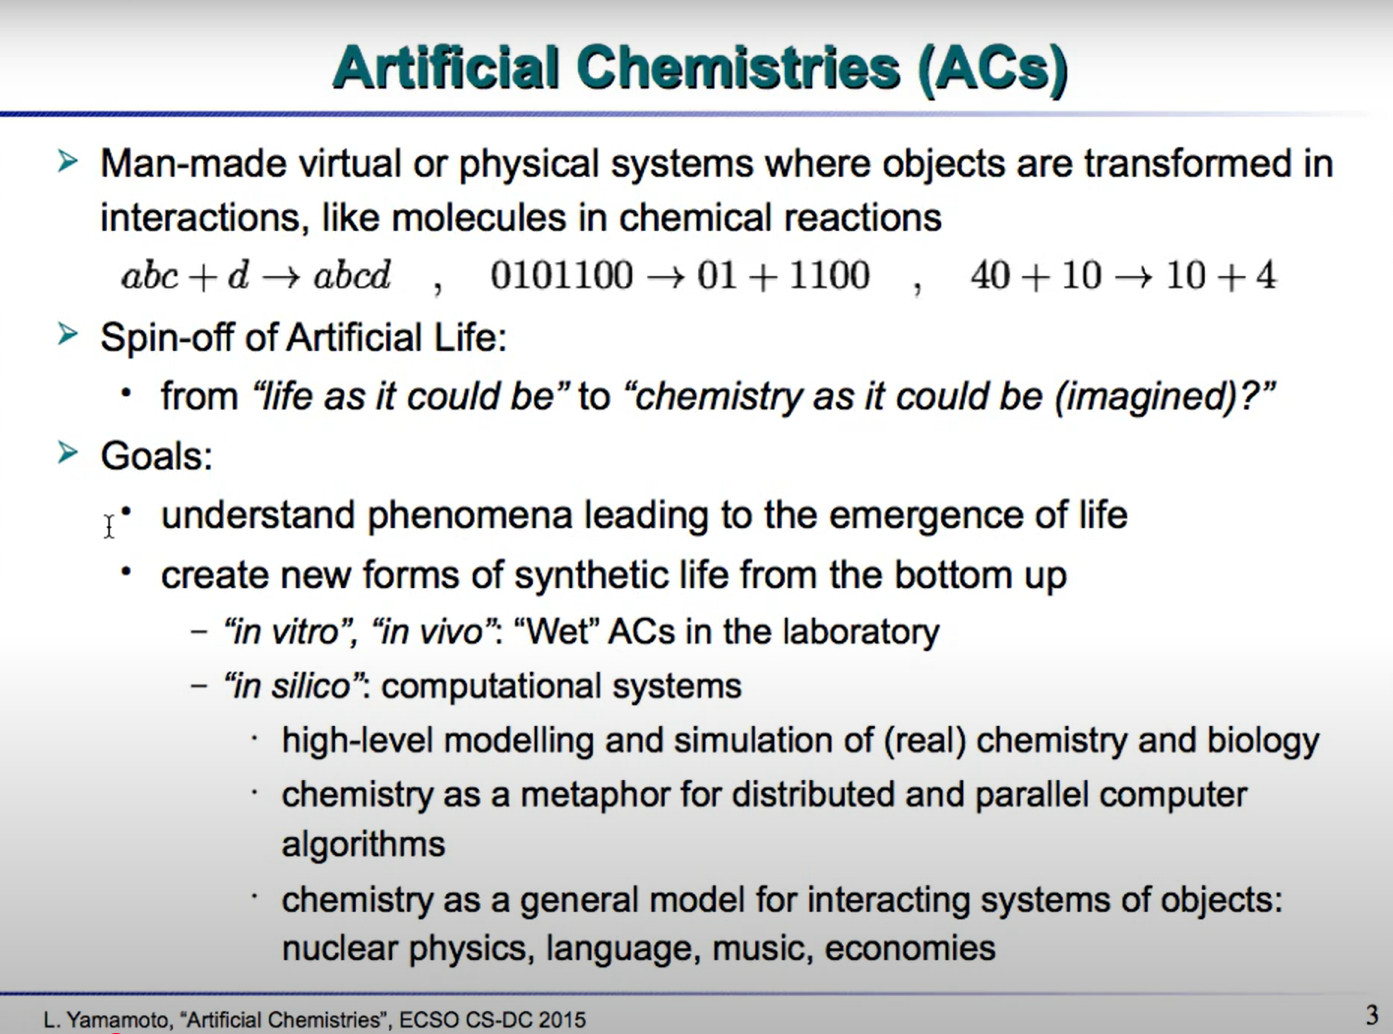 Artificial Chemistries (ACs)
➢ Man-made virtual or physical systems where objects are transformed in
interactions, like molecules in chemical reactions
abc + d → abcd , 0101100 → 01 + 1100 , 40 + 10 → 10 + 4
➢ Spin-off of Artificial Life:
• from “life as it could be” to “chemistry as it could be (imagined)?”
➢ Goals:
• understand phenomena leading to the emergence of life
• create new forms of synthetic life from the bottom up
– “in vitro”, “in vivo”: “Wet” ACs in the laboratory
– “in silico”: computational systems
· high-level modelling and simulation of (real) chemistry and biology
· chemistry as a metaphor for distributed and parallel computer
algorithms
· chemistry as a general model for interacting systems of objects:
nuclear physics, language, music, economies
L. Yamamoto, “Artificial Chemistries”, ECSO CS-DC 2015
3